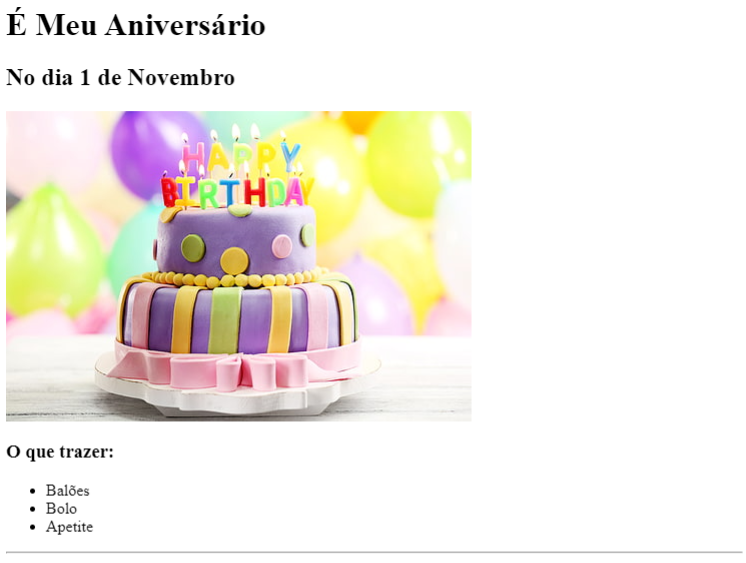 É Meu Aniversário
No dia 1 de Novembro
HAPPY
BIRTHDAY
O que trazer:
Balões
Bolo
Apetite